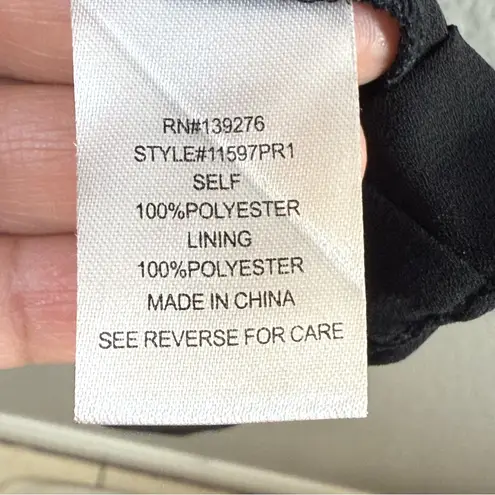 RN#139276
STYLE#11597PR1
SELF
100%POLYESTER
LINING
100%POLYESTER
MADE IN CHINA
SEE REVERSE FOR CARE